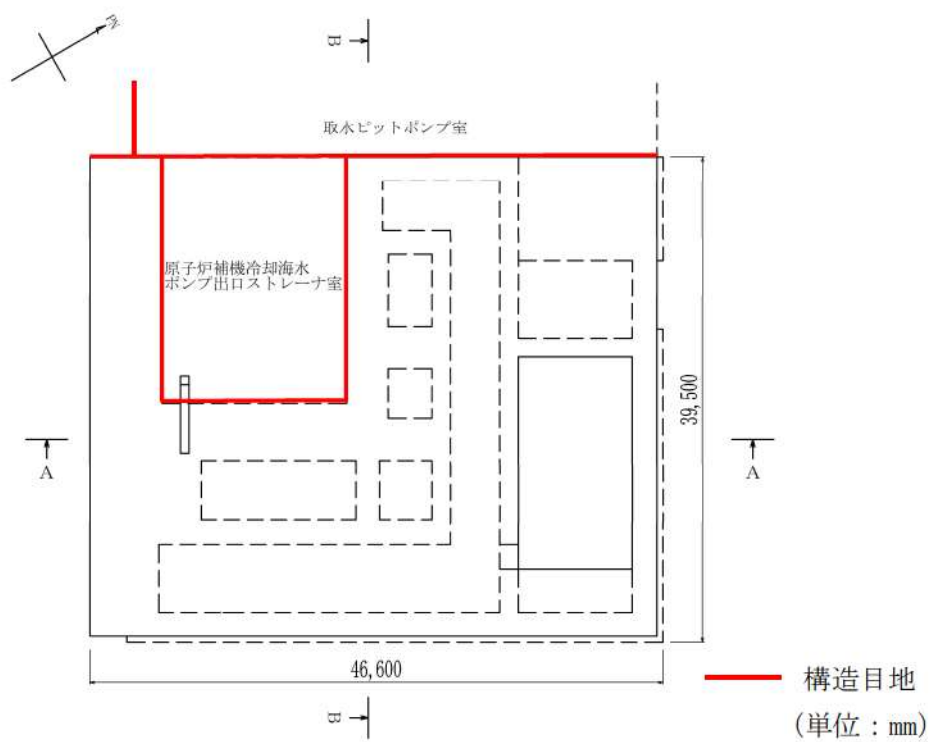 PN
B
取水ピットポンプ室
原子炉補機冷却海水
ポンプ出口ストレーナ室
39,500
A
A
46,600
B
構造目地
(単位：mm)